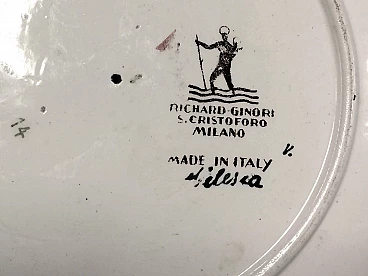 RICHARD-GINORI
S. CRISTOFORO
MILANO
V.
MADE IN ITALY
14